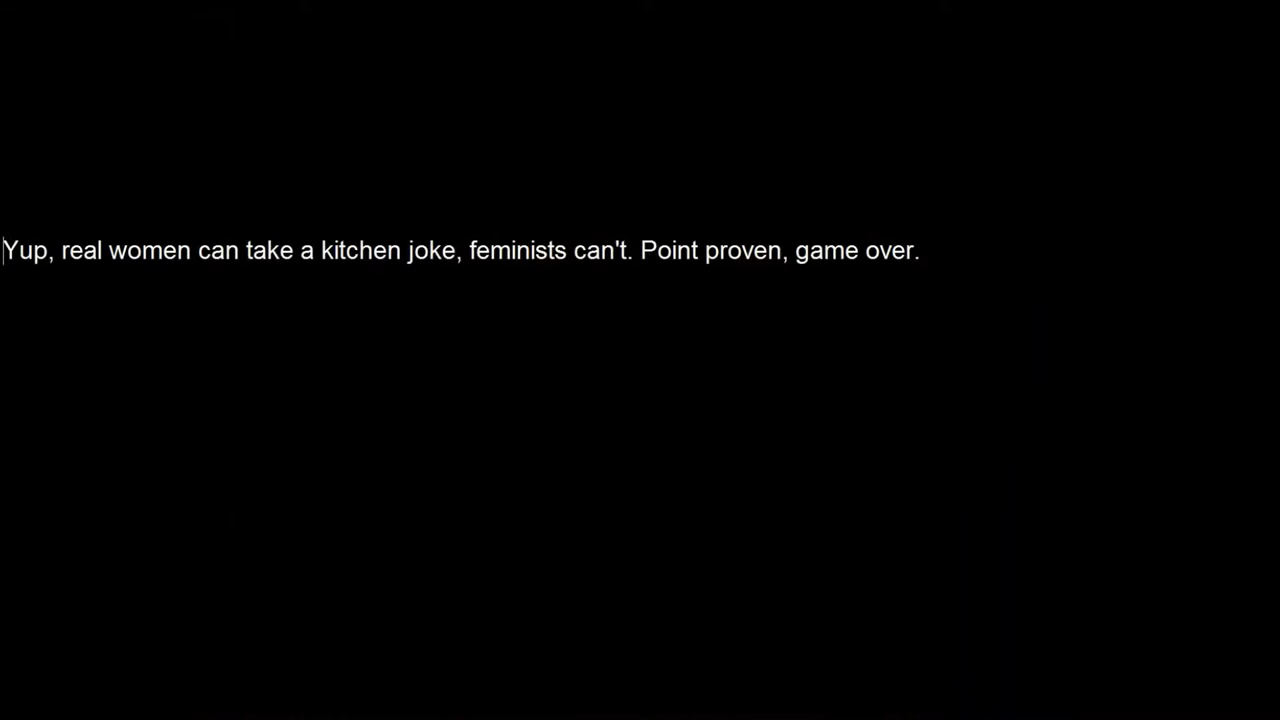 Yup, real women can take a kitchen joke, feminists can't. Point proven, game over.